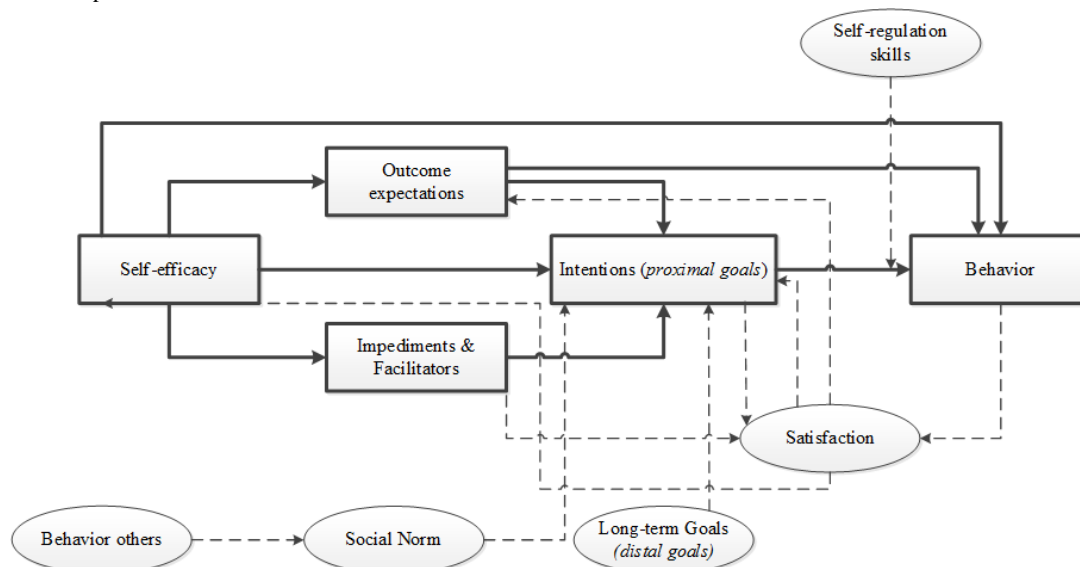 Self-regulation
skills
Outcome
expectations
Self-efficacy
Intentions (proximal goals)
Behavior
Impediments &
Facilitators
Satisfaction
Behavior others
Social Norm
Long-term Goals
(distal goals)